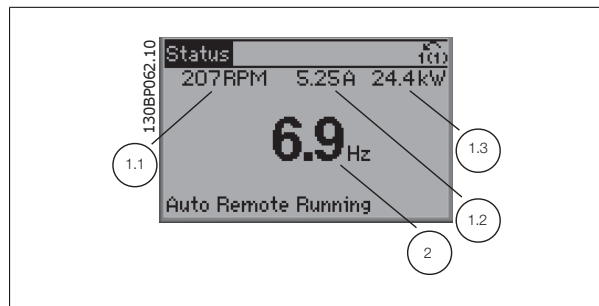 130BP062.10
Status
1(1)
207RPM 5.25A 24.4kW
1.1
6.9Hz
1.3
Auto Remote Running
1.2
2